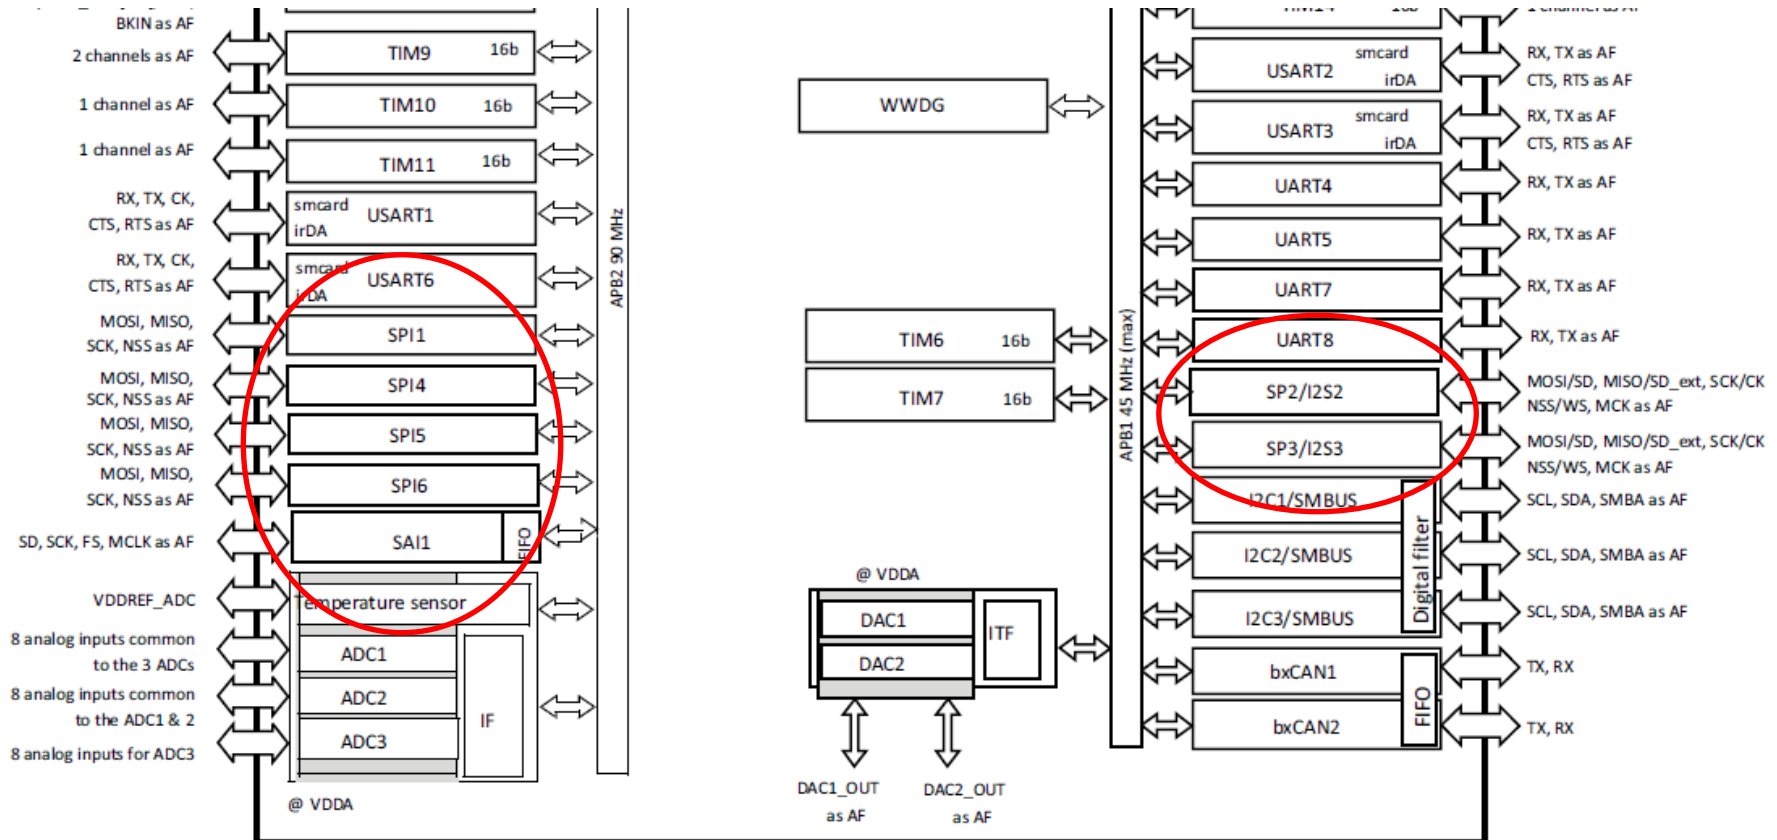 BKIN as AF
2 channels as AF
TIM9 16b
1 channel as AF
TIM10 16b
1 channel as AF
TIM11 16b
RX, TX, CK,
CTS, RTS as AF
smcard
irDA
USART1
RX, TX, CK,
CTS, RTS as AF
smcard
irDA
USART6
MOSI, MISO,
SCK, NSS as AF
SPI1
MOSI, MISO,
SCK, NSS as AF
SPI4
MOSI, MISO,
SCK, NSS as AF
SPI5
MOSI, MISO,
SCK, NSS as AF
SPI6
SD, SCK, FS, MCLK as AF
SAI1
FIFO
VDDREF_ADC
Temperature sensor
8 analog inputs common
to the 3 ADCs
ADC1
8 analog inputs common
to the ADC1 & 2
ADC2
8 analog inputs for ADC3
ADC3
IF
@ VDDA
APB2 90 MHz
WWDG
TIM6 16b
TIM7 16b
@ VDDA
DAC1
DAC2
ITF
DAC1_OUT
as AF
DAC2_OUT
as AF
APB1 45 MHz (max)
TIM14 16b
1 channel as AF
USART2
smcard
irDA
RX, TX as AF
CTS, RTS as AF
USART3
smcard
irDA
RX, TX as AF
CTS, RTS as AF
UART4
RX, TX as AF
UART5
RX, TX as AF
UART7
RX, TX as AF
UART8
RX, TX as AF
SP2/I2S2
MOSI/SD, MISO/SD_ext, SCK/CK
NSS/WS, MCK as AF
SP3/I2S3
MOSI/SD, MISO/SD_ext, SCK/CK
NSS/WS, MCK as AF
I2C1/SMBUS
SCL, SDA, SMBA as AF
I2C2/SMBUS
SCL, SDA, SMBA as AF
I2C3/SMBUS
SCL, SDA, SMBA as AF
Digital filter
bxCAN1
TX, RX
bxCAN2
TX, RX
FIFO